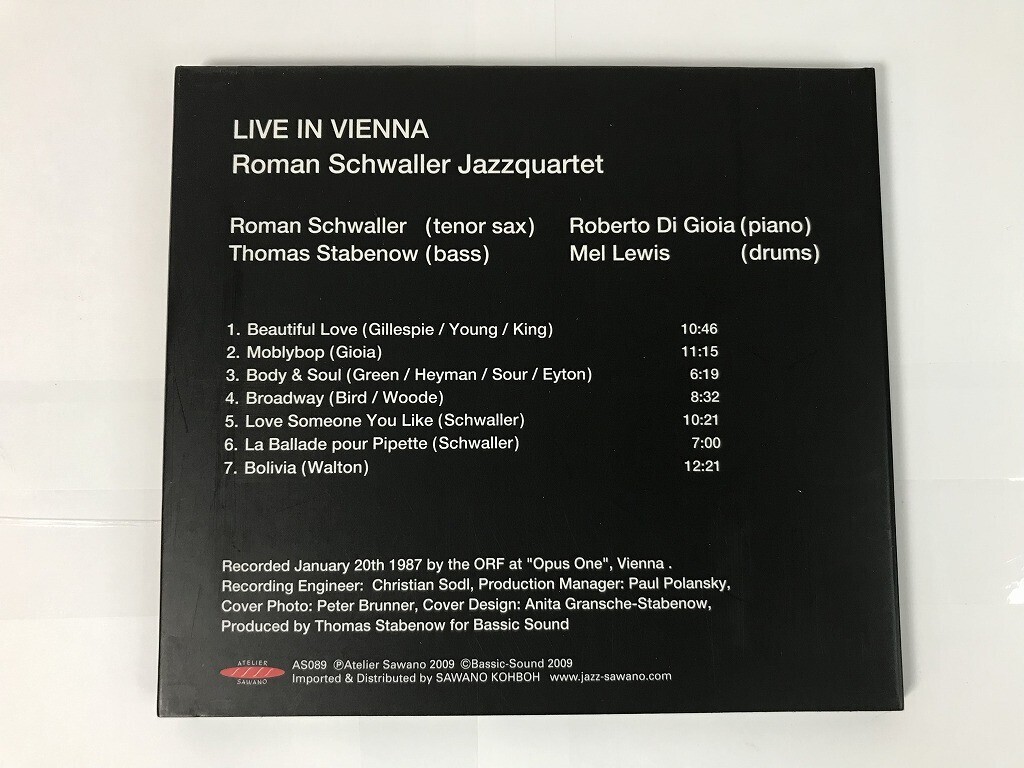 LIVE IN VIENNA
Roman Schwaller Jazzquartet
Roman Schwaller (tenor sax) Roberto Di Gioia (piano)
Thomas Stabenow (bass) Mel Lewis (drums)
1. Beautiful Love (Gillespie / Young / King) 10:46
2. Moblybop (Gioia) 11:15
3. Body & Soul (Green / Heyman / Sour / Eyton) 6:19
4. Broadway (Bird / Woode) 8:32
5. Love Someone You Like (Schwaller) 10:21
6. La Ballade pour Pipette (Schwaller) 7:00
7. Bolivia (Walton) 12:21
Recorded January 20th 1987 by the ORF at "Opus One", Vienna .
Recording Engineer: Christian Sodl, Production Manager: Paul Polansky,
Cover Photo: Peter Brunner, Cover Design: Anita Gransche-Stabenow,
Produced by Thomas Stabenow for Bassic Sound
ATELIER
SAWANO
AS089 ℗Atelier Sawano 2009 ©Bassic-Sound 2009
Imported & Distributed by SAWANO KOHBOH www.jazz-sawano.com